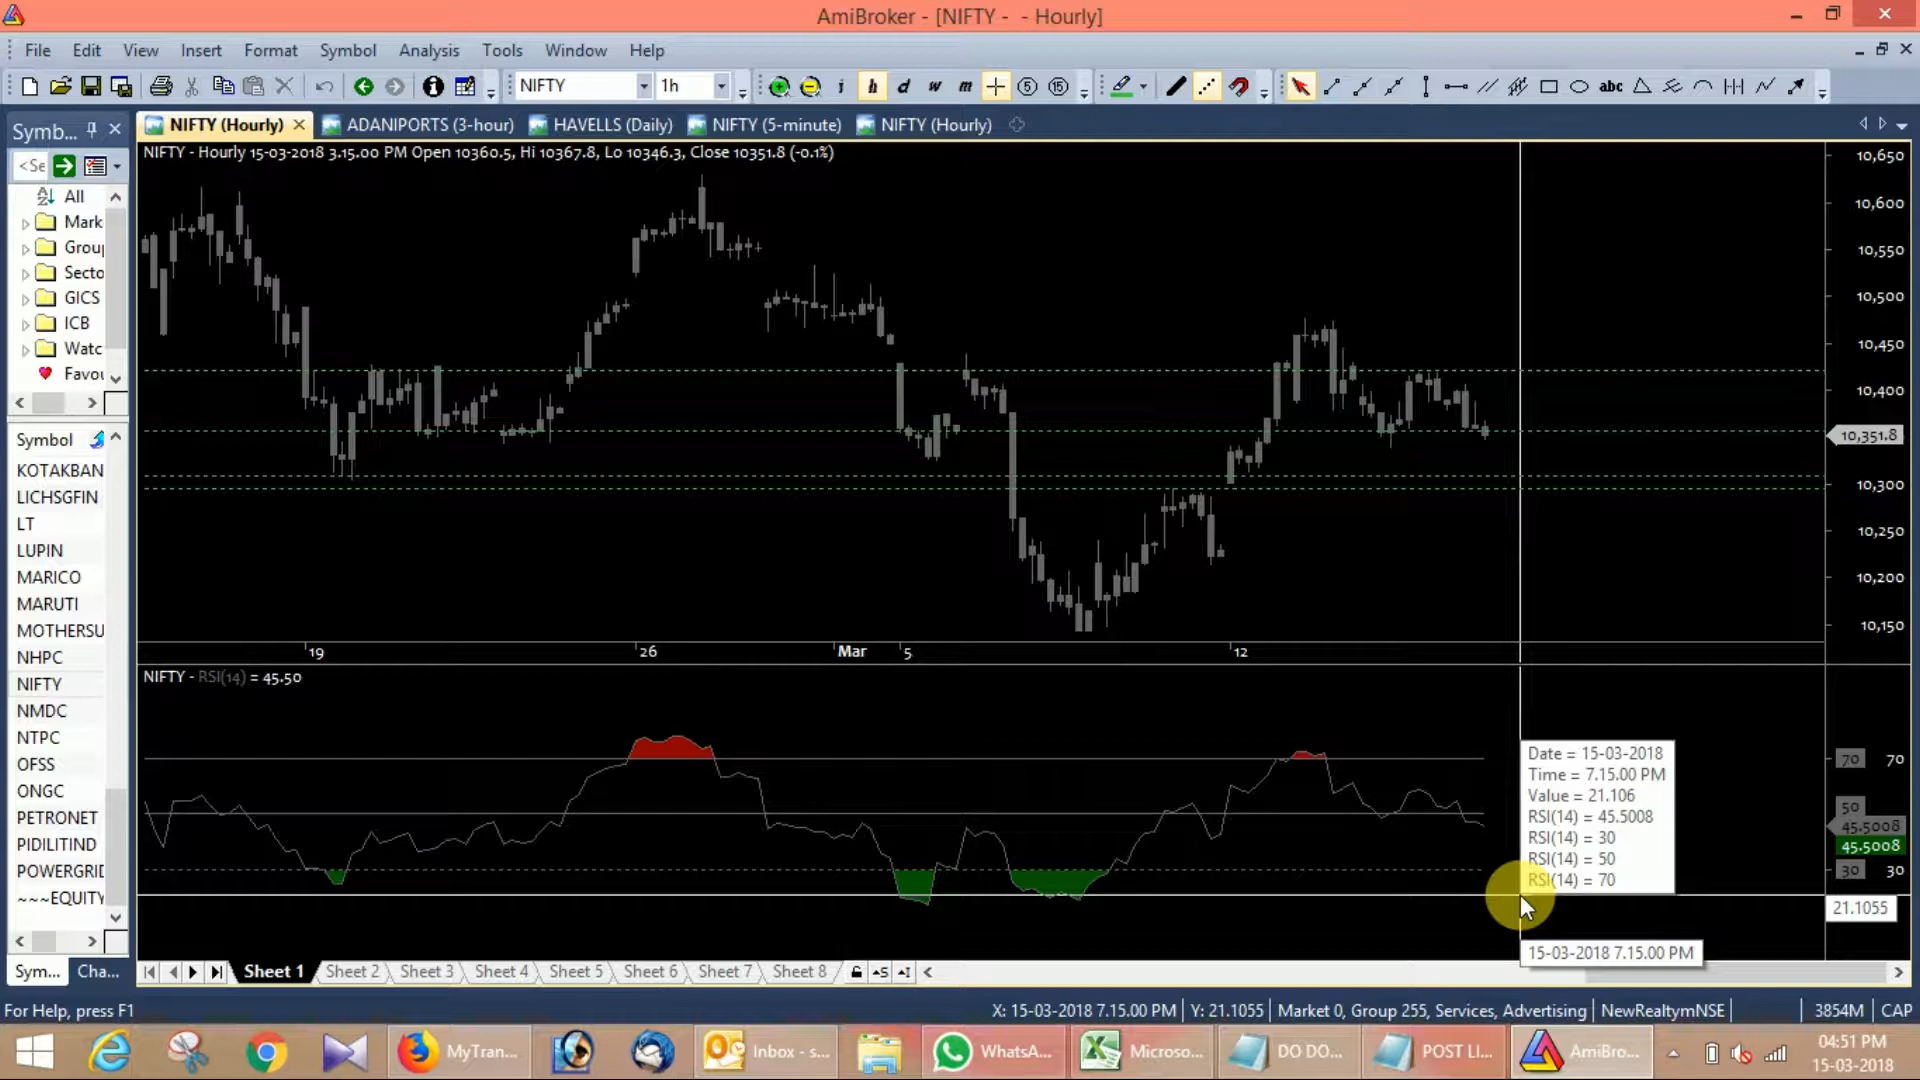 AmiBroker - [NIFTY - - Hourly]
File Edit View Insert Format Symbol Analysis Tools Window Help
NIFTY 1h i h d w m 5 15 abc
Symb...
NIFTY (Hourly) ADANIPORTS (3-hour) HAVELLS (Daily) NIFTY (5-minute) NIFTY (Hourly)
NIFTY - Hourly 15-03-2018 3.15.00 PM Open 10360.5, Hi 10367.8, Lo 10346.3, Close 10351.8 (-0.1%)
<Se
All
Mark
Group
Secto
GICS
ICB
Watc
Favou
Symbol
KOTAKBAN
LICHSGFIN
LT
LUPIN
MARICO
MARUTI
MOTHERSU
NHPC
NIFTY
NMDC
NTPC
OFSS
ONGC
PETRONET
PIDILITIND
POWERGRID
~~~EQUITY
Sym... Cha...
10,650
10,600
10,550
10,500
10,450
10,400
10,351.8
10,300
10,250
10,200
10,150
19 26 Mar 5 12
NIFTY - RSI(14) = 45.50
Date = 15-03-2018
Time = 7.15.00 PM
Value = 21.106
RSI(14) = 45.5008
RSI(14) = 30
RSI(14) = 50
RSI(14) = 70
70 70
50
45.5008
45.5008
30 30
21.1055
15-03-2018 7.15.00 PM
Sheet 1 Sheet 2 Sheet 3 Sheet 4 Sheet 5 Sheet 6 Sheet 7 Sheet 8
For Help, press F1
X: 15-03-2018 7.15.00 PM Y: 21.1055 Market 0, Group 255, Services, Advertising NewRealtymNSE 3854M CAP
MyTran... Inbox - s... WhatsA... Microso... DO DO... POST LI... AmiBro...
04:51 PM
15-03-2018